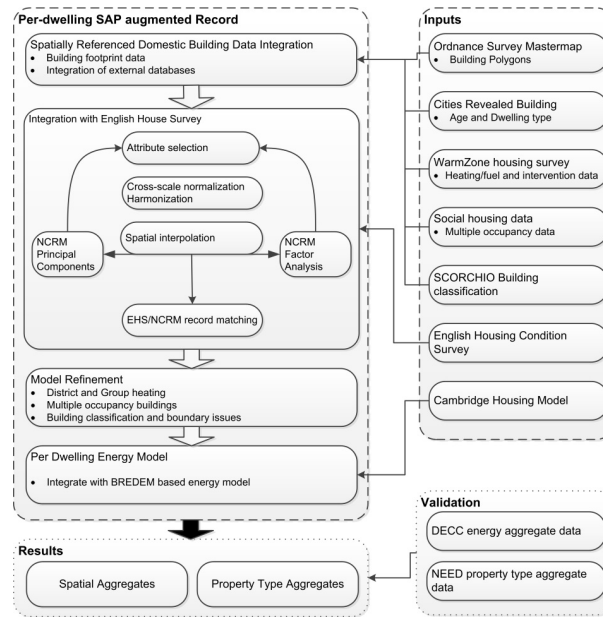 Per-dwelling SAP augmented Record
Spatially Referenced Domestic Building Data Integration
• Building footprint data
• Integration of external databases
Integration with English House Survey
Attribute selection
Cross-scale normalization
Harmonization
Spatial interpolation
NCRM
Principal
Components
NCRM
Factor
Analysis
EHS/NCRM record matching
Model Refinement
• District and Group heating
• Multiple occupancy buildings
• Building classification and boundary issues
Per Dwelling Energy Model
• Integrate with BREDEM based energy model
Results
Spatial Aggregates
Property Type Aggregates
Inputs
Ordnance Survey Mastermap
• Building Polygons
Cities Revealed Building
• Age and Dwelling type
WarmZone housing survey
• Heating/fuel and intervention data
Social housing data
• Multiple occupancy data
SCORCHIO Building
classification
English Housing Condition
Survey
Cambridge Housing Model
Validation
DECC energy aggregate data
NEED property type aggregate
data